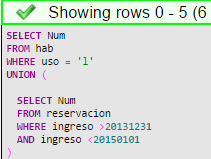 Showing rows 0 - 5 (6
SELECT Num
FROM hab
WHERE uso = 'l'
UNION (
SELECT Num
FROM reservacion
WHERE ingreso >20131231
AND ingreso <20150101
)